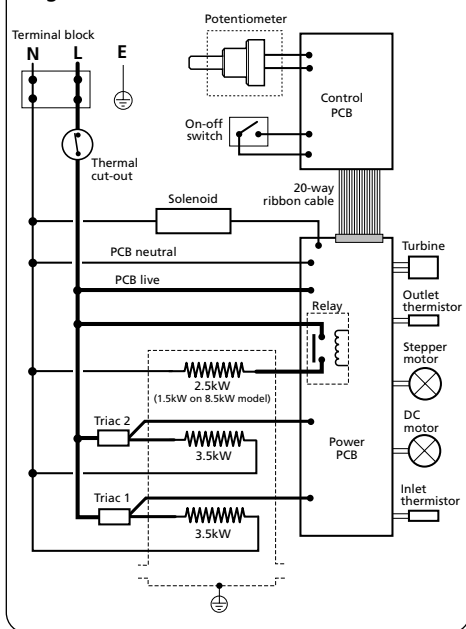 Potentiometer
Terminal block
N L E
Control
PCB
On-off
switch
Thermal
cut-out
20-way
ribbon cable
Solenoid
PCB neutral
Turbine
PCB live
Outlet
thermistor
Relay
Stepper
motor
2.5kW
(1.5kW on 8.5kW model)
Triac 2
DC
motor
3.5kW
Power
PCB
Triac 1
Inlet
thermistor
3.5kW